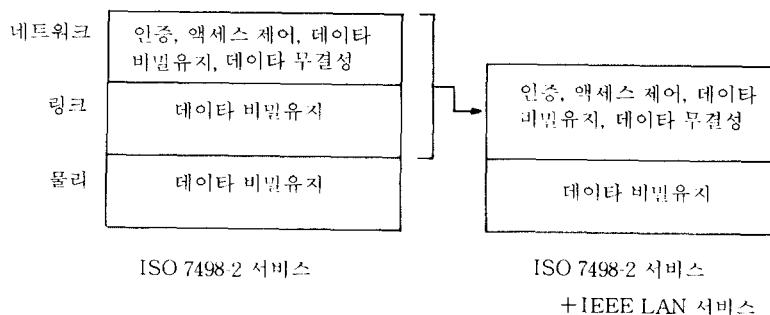 네트워크
인증, 액세스 제어, 데이타
비밀유지, 데이타 무결성
링크
데이타 비밀유지
물리
데이타 비밀유지
ISO 7498-2 서비스
인증, 액세스 제어, 데이타
비밀유지, 데이타 무결성
데이타 비밀유지
ISO 7498-2 서비스
+IEEE LAN 서비스